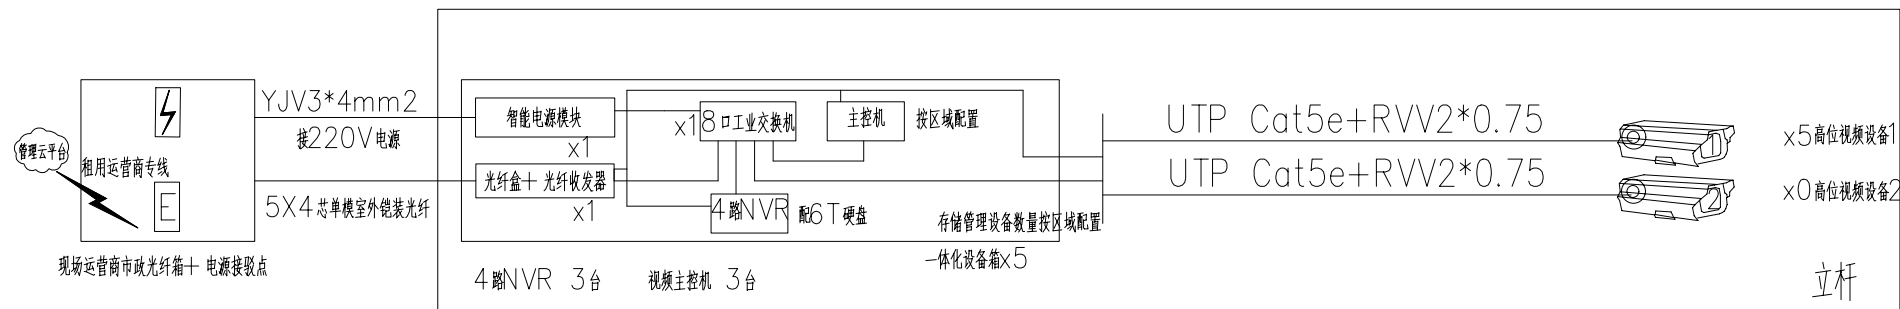 管理云平台
租用运营商专线
E
现场运营商市政光纤箱+ 电源接驳点
YJV3*4mm2
接220V电源
5X4芯单模室外铠装光纤
智能电源模块
x1
光纤盒+ 光纤收发器
x1
x1
8口工业交换机
主控机
按区域配置
4路NVR
配6T硬盘
存储管理设备数量按区域配置
一体化设备箱x5
4路NVR 3台
视频主控机 3台
UTP Cat5e+RVV2*0.75
UTP Cat5e+RVV2*0.75
x5高位视频设备1
x0高位视频设备2
立杆